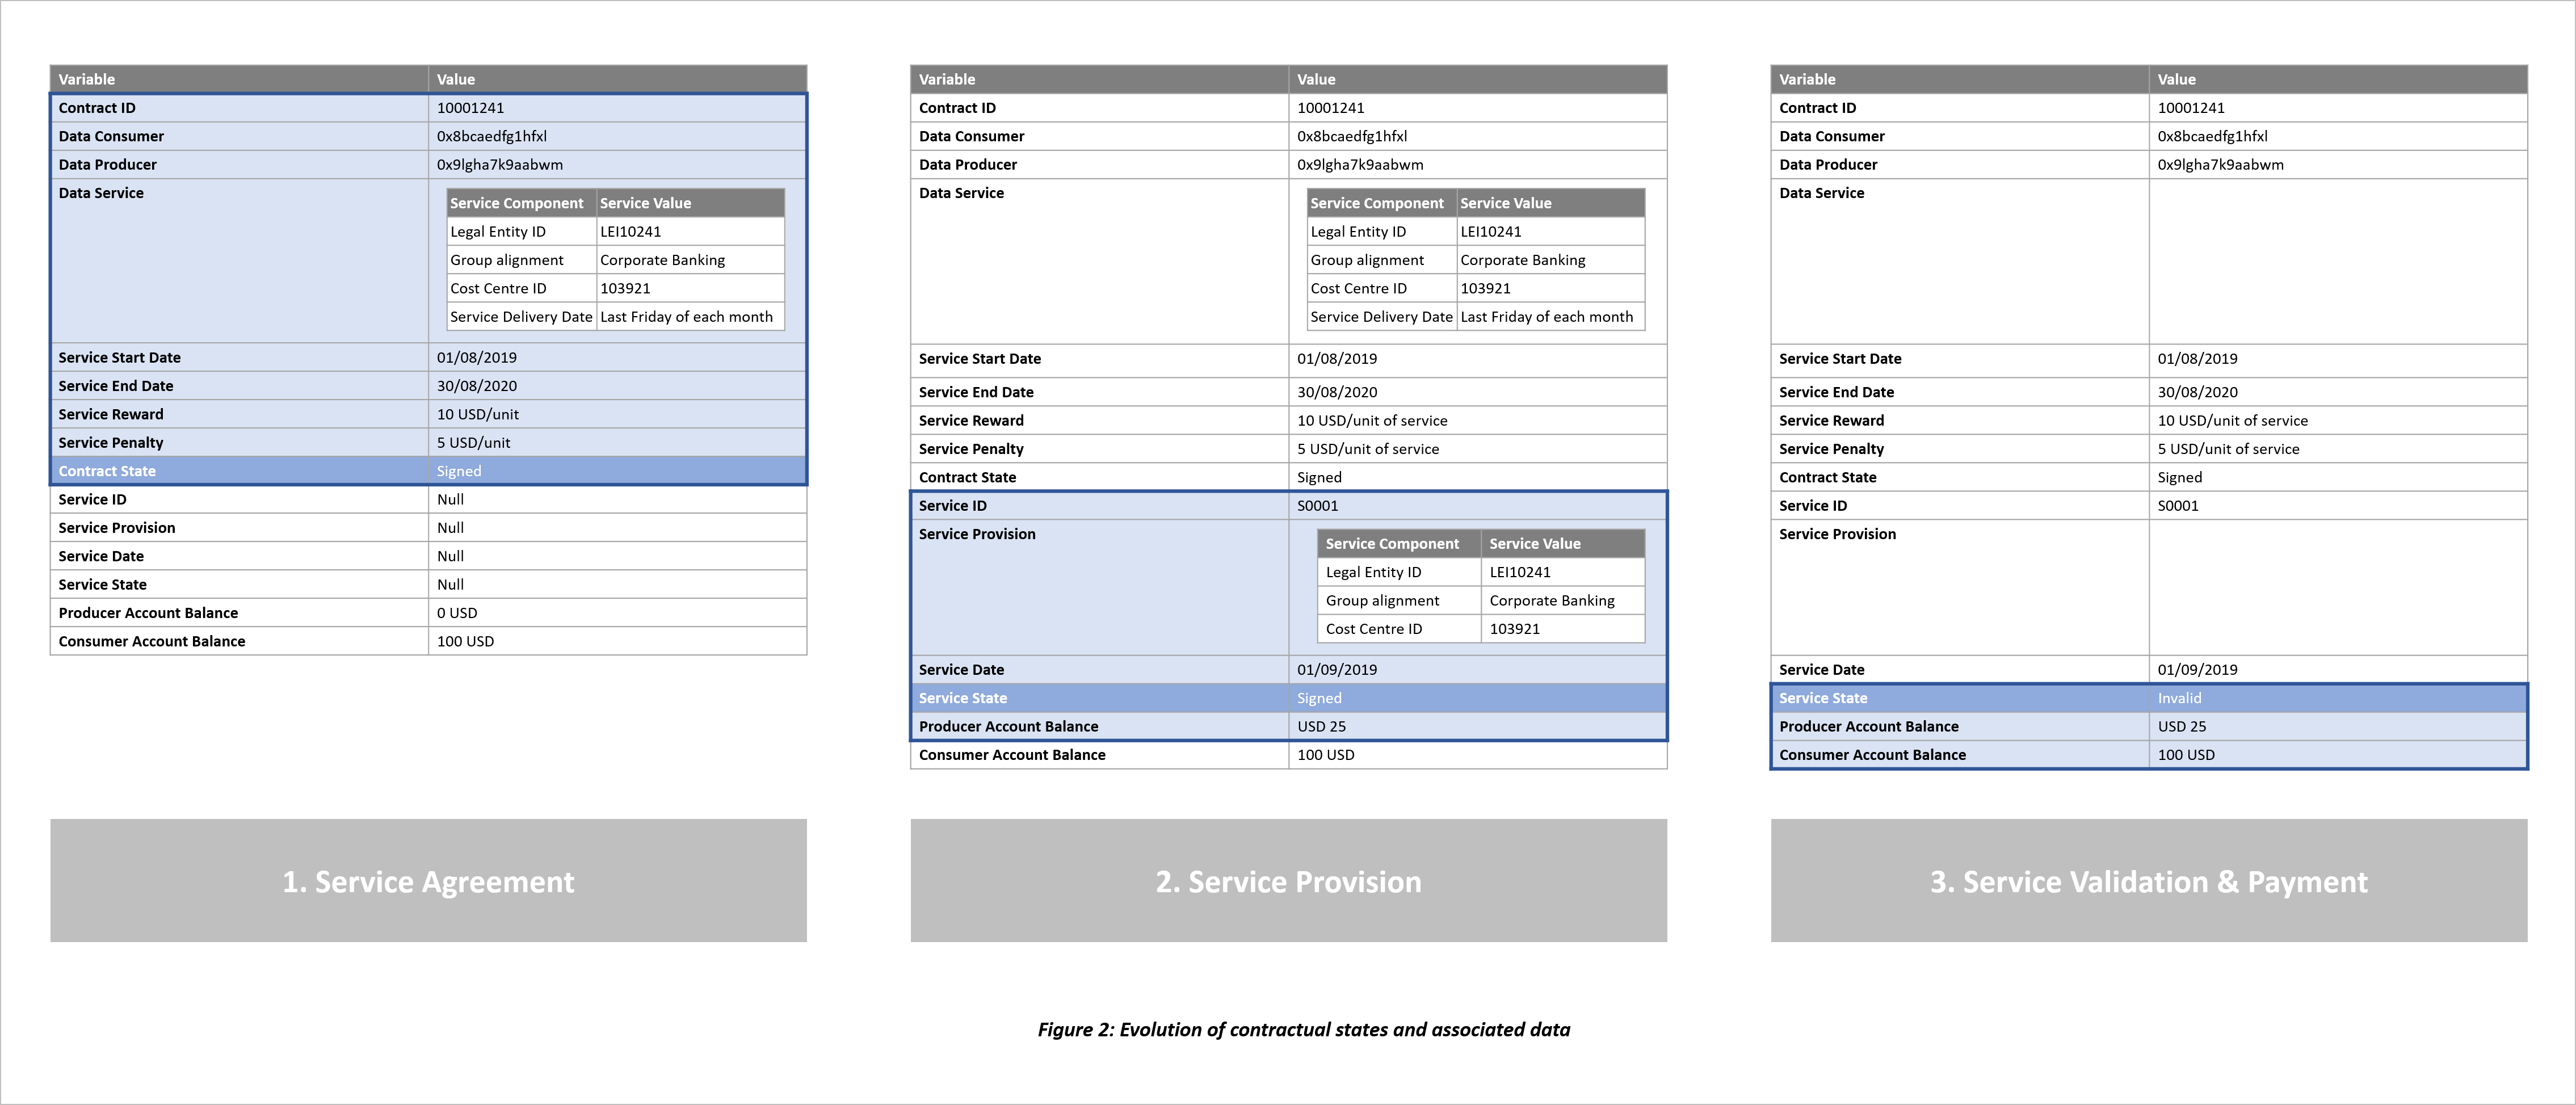 Variable Value
Contract ID 10001241
Data Consumer 0x8bcaedfg1hfxl
Data Producer 0x9lgha7k9aabwm
Data Service
Service Component Service Value
Legal Entity ID LEI10241
Group alignment Corporate Banking
Cost Centre ID 103921
Service Delivery Date Last Friday of each month
Service Start Date 01/08/2019
Service End Date 30/08/2020
Service Reward 10 USD/unit
Service Penalty 5 USD/unit
Contract State Signed
Service ID Null
Service Provision Null
Service Date Null
Service State Null
Producer Account Balance 0 USD
Consumer Account Balance 100 USD
1. Service Agreement
Variable Value
Contract ID 10001241
Data Consumer 0x8bcaedfg1hfxl
Data Producer 0x9lgha7k9aabwm
Data Service
Service Component Service Value
Legal Entity ID LEI10241
Group alignment Corporate Banking
Cost Centre ID 103921
Service Delivery Date Last Friday of each month
Service Start Date 01/08/2019
Service End Date 30/08/2020
Service Reward 10 USD/unit of service
Service Penalty 5 USD/unit of service
Contract State Signed
Service ID S0001
Service Provision
Service Component Service Value
Legal Entity ID LEI10241
Group alignment Corporate Banking
Cost Centre ID 103921
Service Date 01/09/2019
Service State Signed
Producer Account Balance USD 25
Consumer Account Balance 100 USD
2. Service Provision
Variable Value
Contract ID 10001241
Data Consumer 0x8bcaedfg1hfxl
Data Producer 0x9lgha7k9aabwm
Data Service
Service Start Date 01/08/2019
Service End Date 30/08/2020
Service Reward 10 USD/unit of service
Service Penalty 5 USD/unit of service
Contract State Signed
Service ID S0001
Service Provision
Service Date 01/09/2019
Service State Invalid
Producer Account Balance USD 25
Consumer Account Balance 100 USD
3. Service Validation & Payment
Figure 2: Evolution of contractual states and associated data